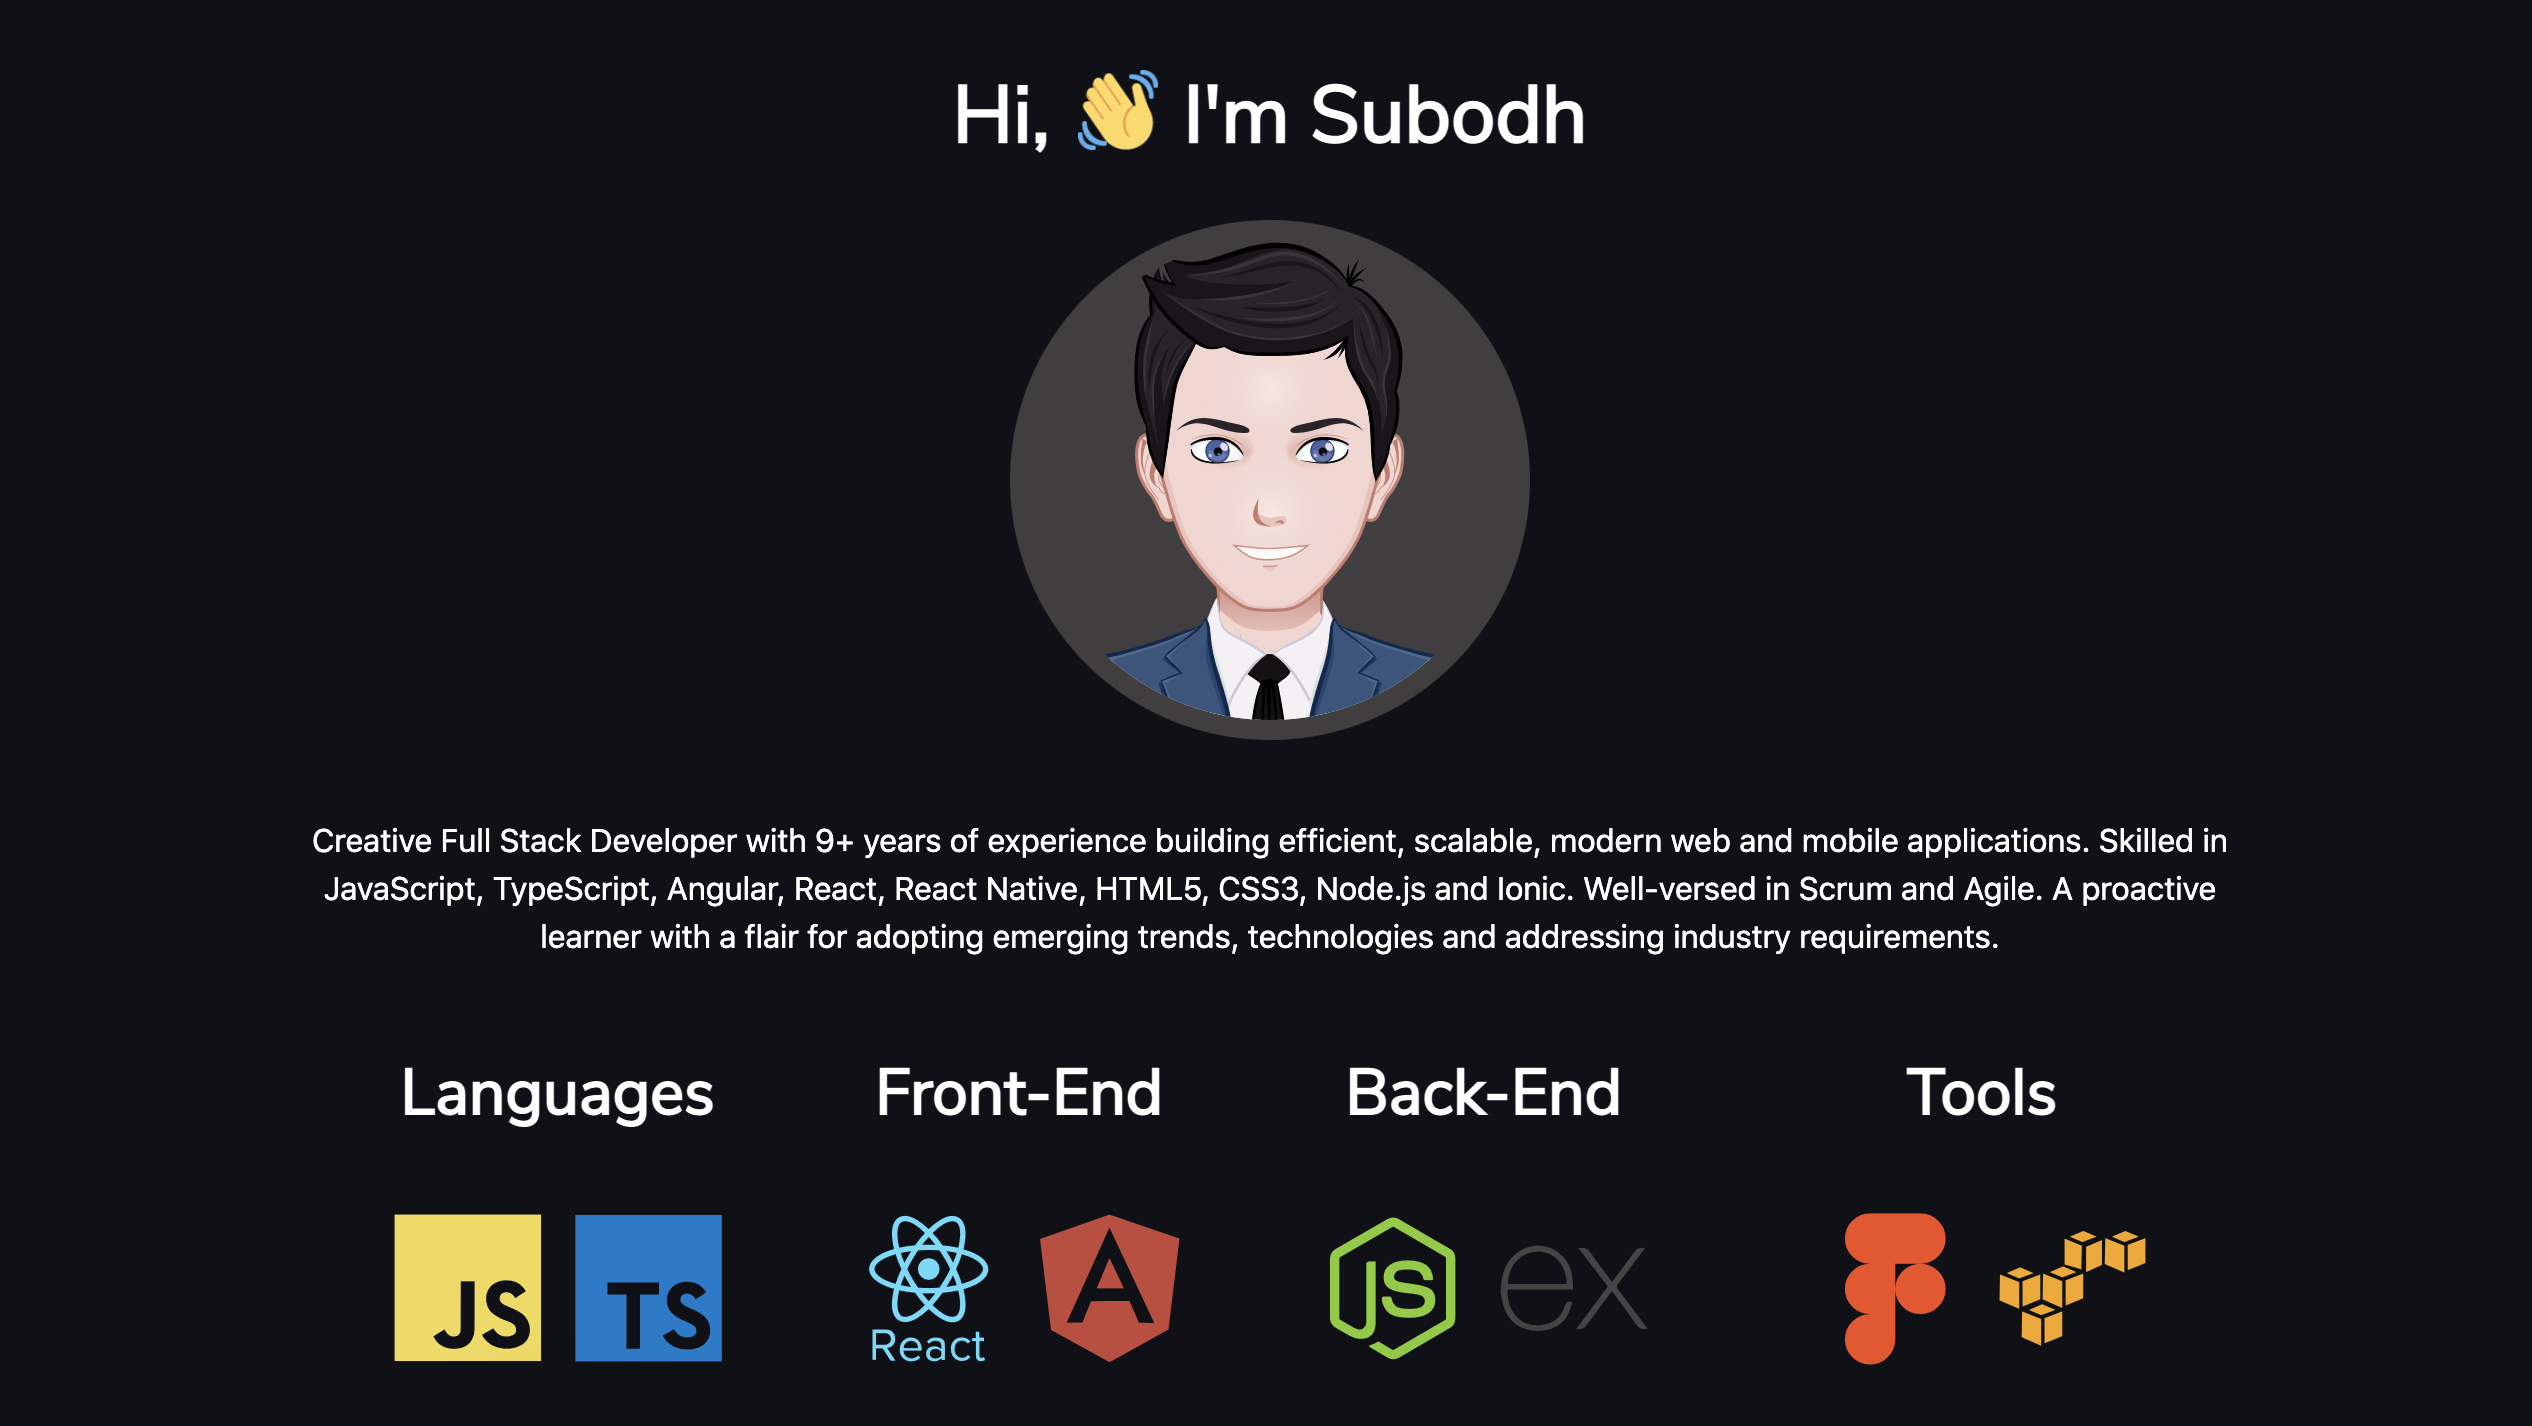 Hi, 👋 I'm Subodh
Creative Full Stack Developer with 9+ years of experience building efficient, scalable, modern web and mobile applications. Skilled in
JavaScript, TypeScript, Angular, React, React Native, HTML5, CSS3, Node.js and Ionic. Well-versed in Scrum and Agile. A proactive
learner with a flair for adopting emerging trends, technologies and addressing industry requirements.
Languages
Front-End
Back-End
Tools
JS
TS
React
A
JS
ex